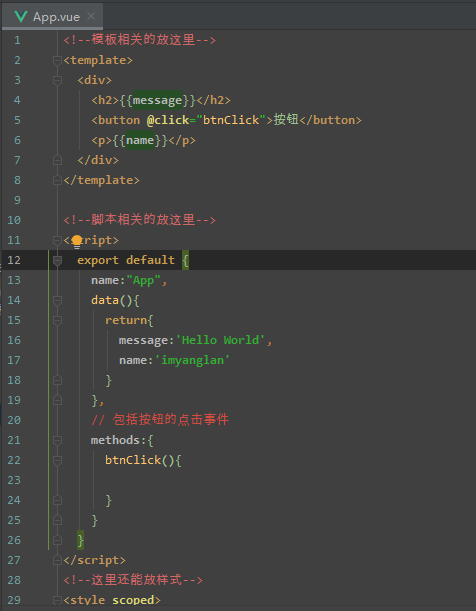 App.vue
1 <!--模板相关的放这里-->
2 <template>
3 <div>
4 <h2>{{message}}</h2>
5 <button @click="btnClick">按钮</button>
6 <p>{{name}}</p>
7 </div>
8 </template>
9
10 <!--脚本相关的放这里-->
11 <script>
12 export default {
13 name:"App",
14 data(){
15 return{
16 message:'Hello World',
17 name:'imyanglan'
18 }
19 },
20 // 包括按钮的点击事件
21 methods:{
22 btnClick(){
23
24 }
25 }
26 }
27 </script>
28 <!--这里还能放样式-->
29 <style scoped>